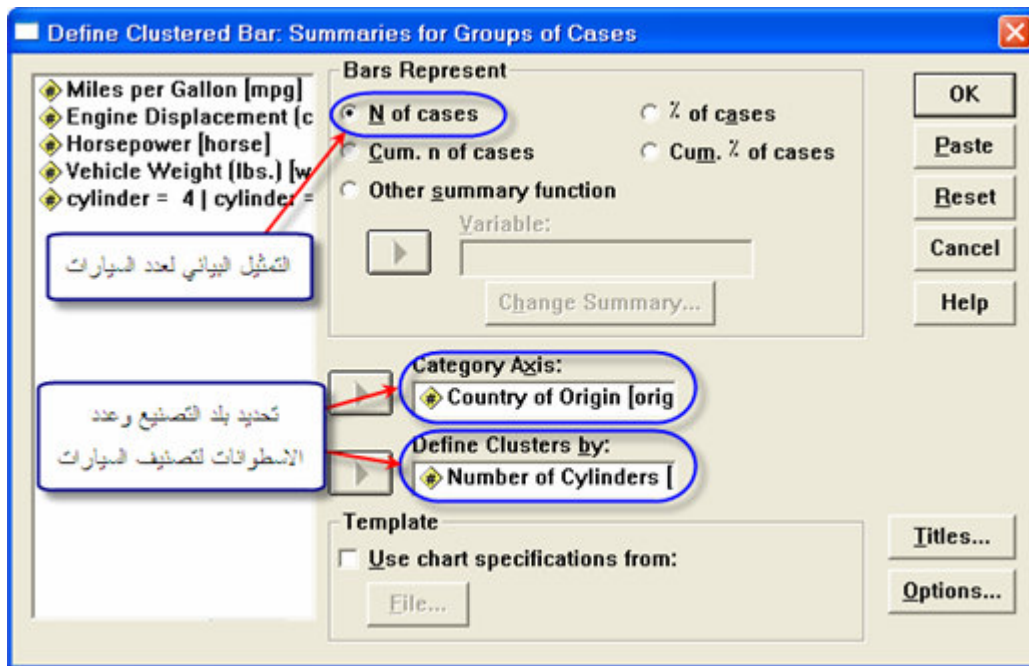 Define Clustered Bar: Summaries for Groups of Cases
Miles per Gallon [mpg]
Engine Displacement (c
Horsepower [horse]
Vehicle Weight (lbs.) [w
cylinder = 4 | cylinder =
Bars Represent
N of cases
% of cases
Cum. n of cases
Cum. % of cases
Other summary function
Variable:
Change Summary...
التمثيل البياني لعدد السيارات
Category Axis:
Country of Origin [orig
Define Clusters by:
Number of Cylinders [
تحديد بلد التصنيع وعدد
الاسطوانات لتصنيف السيارات
Template
Use chart specifications from:
File...
OK
Paste
Reset
Cancel
Help
Titles...
Options...